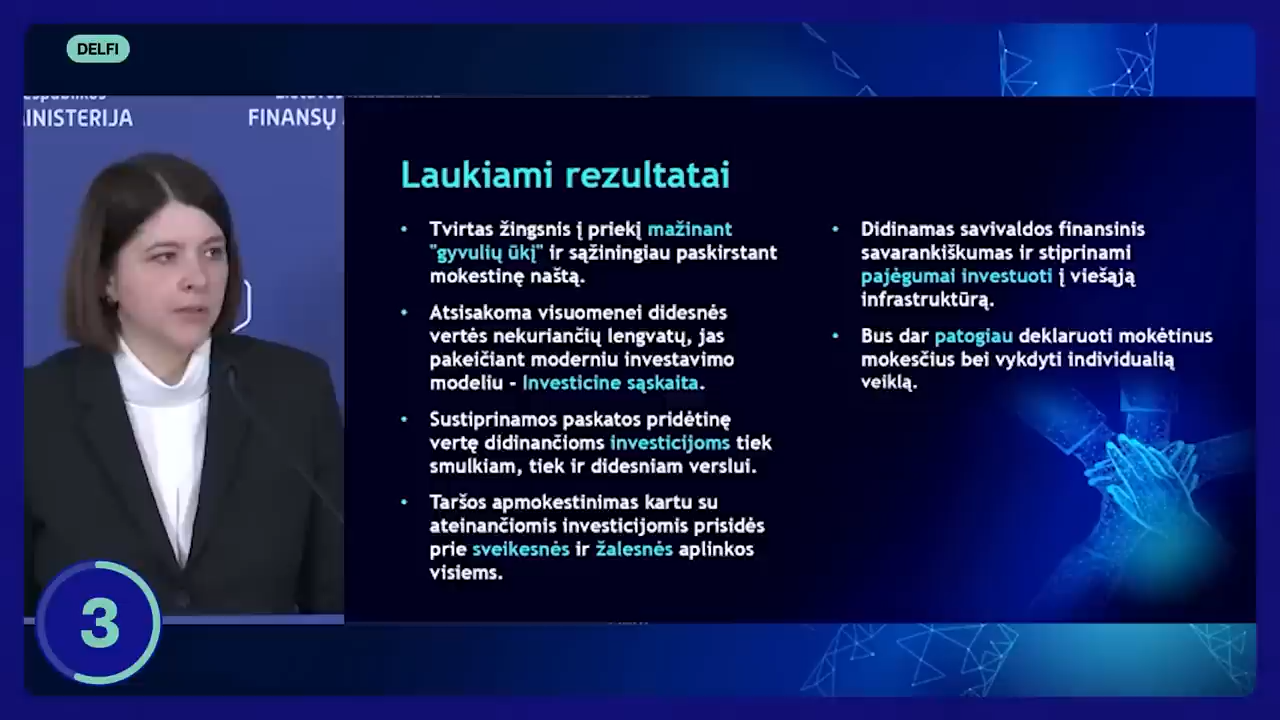 DELFI
INISTERIJA
FINANSŲ
Laukiami rezultatai
• Tvirtas žingsnis į priekį mažinant
"gyvulių ūkį" ir sąžiningiau paskirstant
mokestinę naštą.
• Atsisakoma visuomenei didesnės
vertės nekuriančių lengvatų, jas
pakeičiant moderniu investavimo
modeliu - Investicine sąskaita.
• Sustiprinamos paskatos pridėtinę
vertę didinančioms investicijoms tiek
smulkiam, tiek ir didesniam verslui.
• Taršos apmokestinimas kartu su
ateinančiomis investicijomis prisidės
prie sveikesnės ir žalesnės aplinkos
visiems.
• Didinamas savivaldos finansinis
savarankiškumas ir stiprinami
pajėgumai investuoti į viešąją
infrastruktūrą.
• Bus dar patogiau deklaruoti mokėtinus
mokesčius bei vykdyti individualią
veiklą.
3